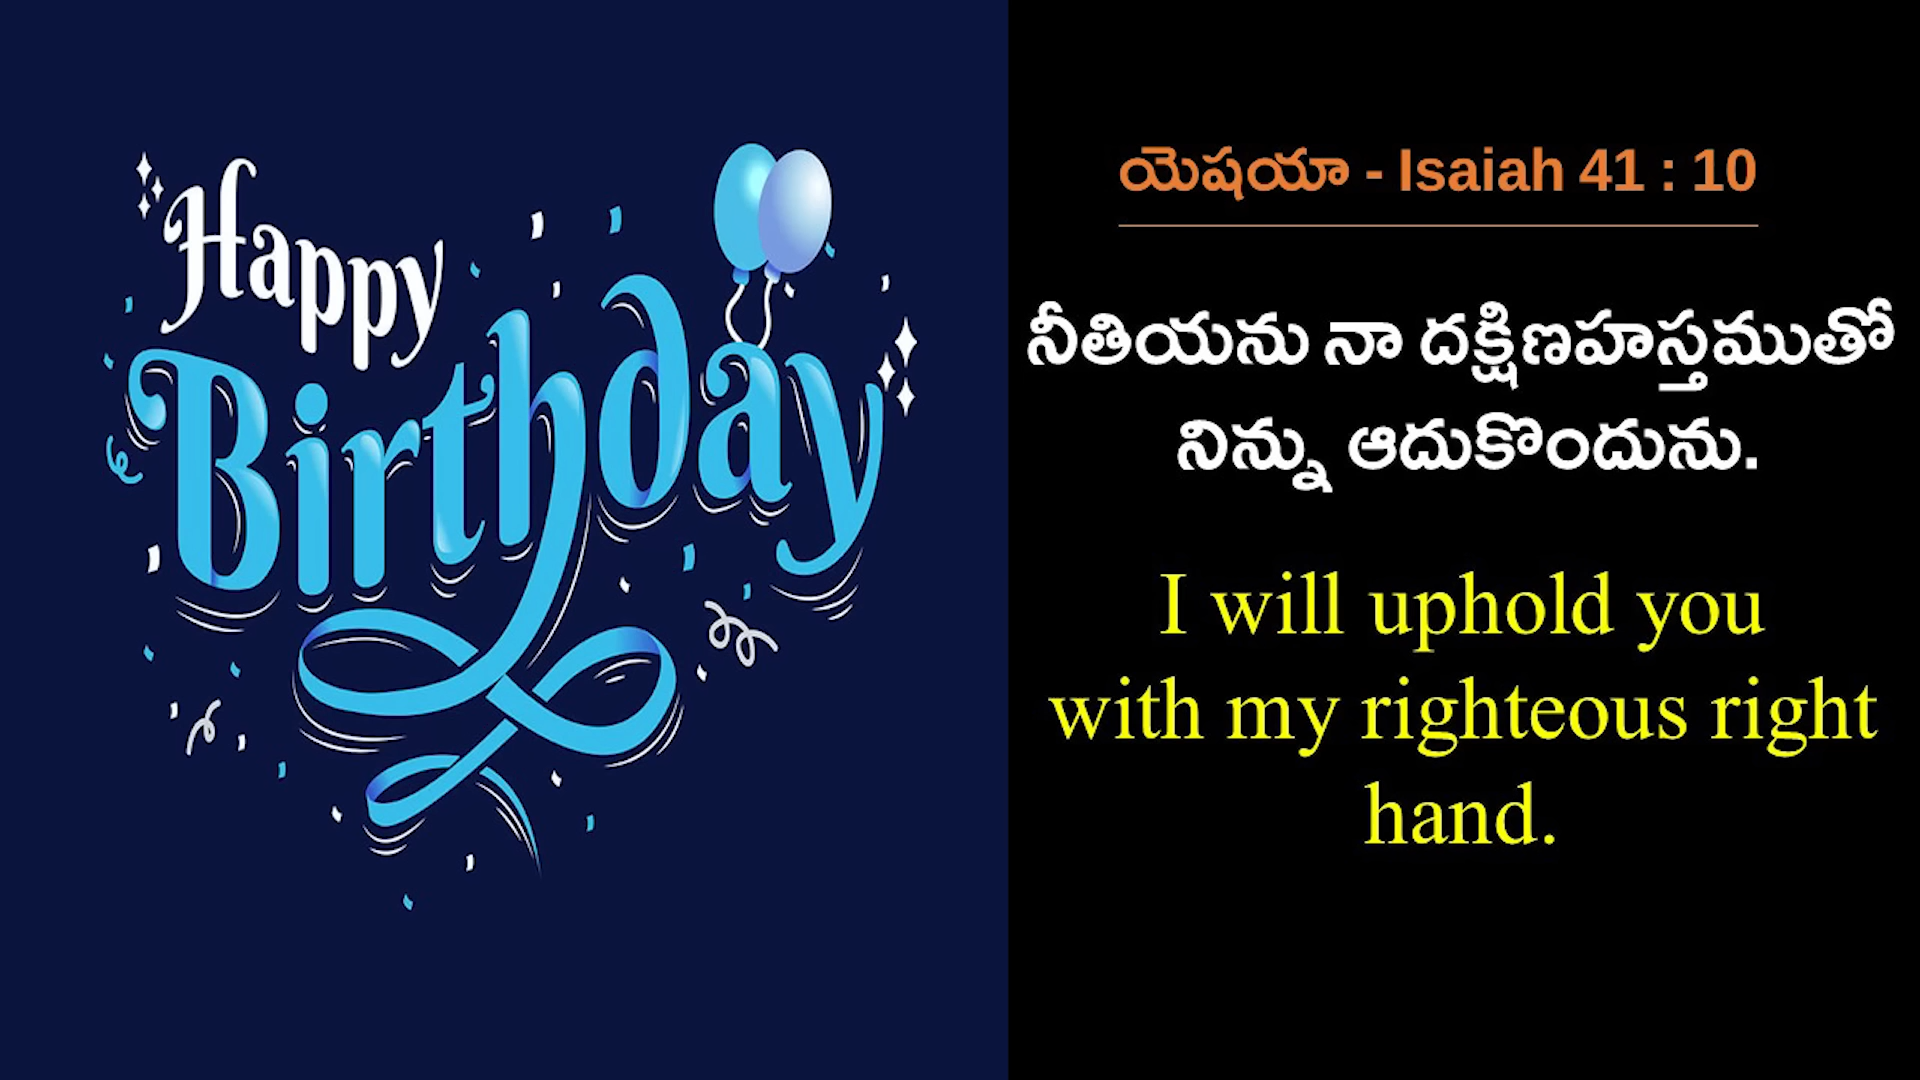 Happy
Birthday
యెషయా - Isaiah 41 : 10
నీతియను నా దక్షిణహస్తముతో
నిన్ను ఆదుకొందును.
I will uphold you
with my righteous right
hand.